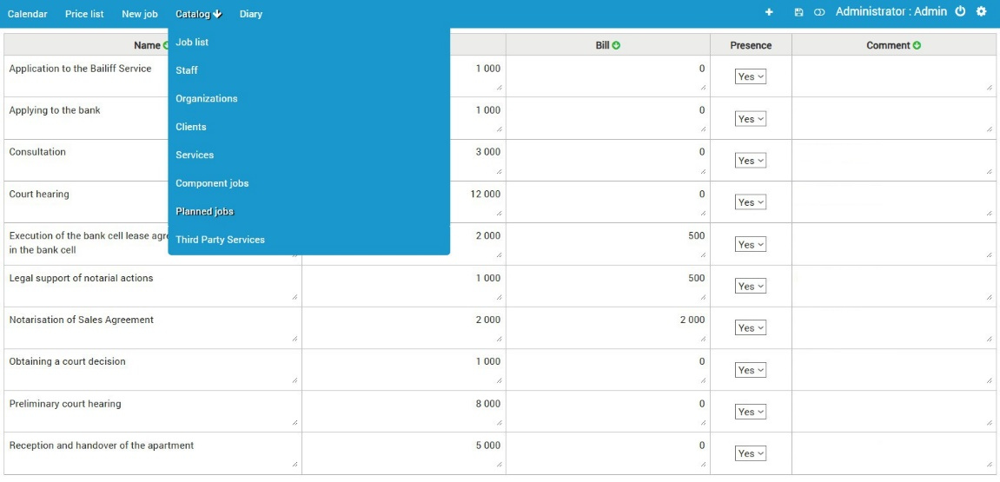 Calendar Price list New job Catalog Diary Administrator : Admin
Job list
Staff
Organizations
Clients
Services
Component jobs
Planned jobs
Third Party Services
Name Bill Presence Comment
Application to the Bailiff Service 1 000 0 Yes
Applying to the bank 1 000 0 Yes
Consultation 3 000 0 Yes
Court hearing 12 000 0 Yes
Execution of the bank cell lease 2 000 500 Yes
in the bank cell
Legal support of notarial actions 1 000 500 Yes
Notarisation of Sales Agreement 2 000 2 000 Yes
Obtaining a court decision 1 000 0 Yes
Preliminary court hearing 8 000 0 Yes
Reception and handover of the apartment 5 000 0 Yes